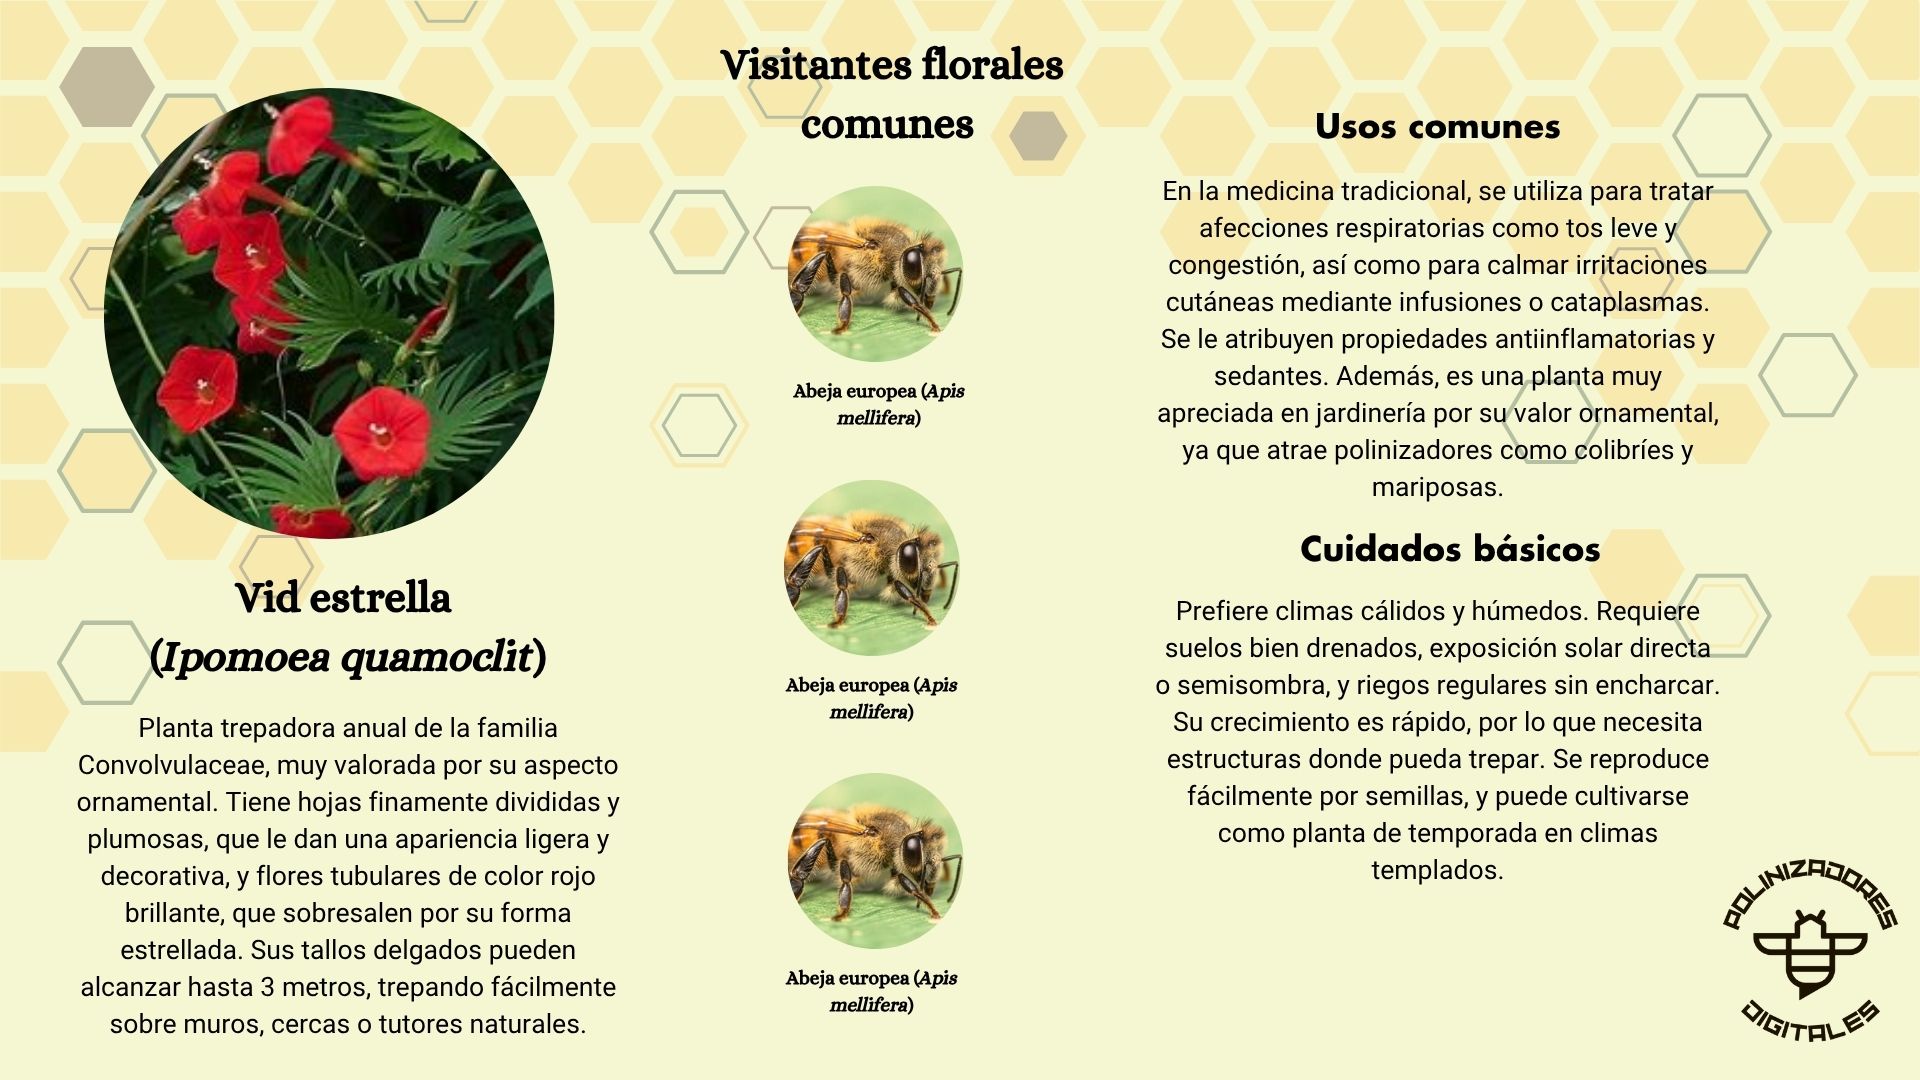 Vid estrella
(Ipomoea quamoclit)
Planta trepadora anual de la familia
Convolvulaceae, muy valorada por su aspecto
ornamental. Tiene hojas finamente divididas y
plumosas, que le dan una apariencia ligera y
decorativa, y flores tubulares de color rojo
brillante, que sobresalen por su forma
estrellada. Sus tallos delgados pueden
alcanzar hasta 3 metros, trepando fácilmente
sobre muros, cercas o tutores naturales.
Visitantes florales
comunes
Abeja europea (Apis
mellifera)
Abeja europea (Apis
mellifera)
Abeja europea (Apis
mellifera)
Usos comunes
En la medicina tradicional, se utiliza para tratar
afecciones respiratorias como tos leve y
congestión, así como para calmar irritaciones
cutáneas mediante infusiones o cataplasmas.
Se le atribuyen propiedades antiinflamatorias y
sedantes. Además, es una planta muy
apreciada en jardinería por su valor ornamental,
ya que atrae polinizadores como colibríes y
mariposas.
Cuidados básicos
Prefiere climas cálidos y húmedos. Requiere
suelos bien drenados, exposición solar directa
o semisombra, y riegos regulares sin encharcar.
Su crecimiento es rápido, por lo que necesita
estructuras donde pueda trepar. Se reproduce
fácilmente por semillas, y puede cultivarse
como planta de temporada en climas
templados.
POLINIZADORES
DIGITALES